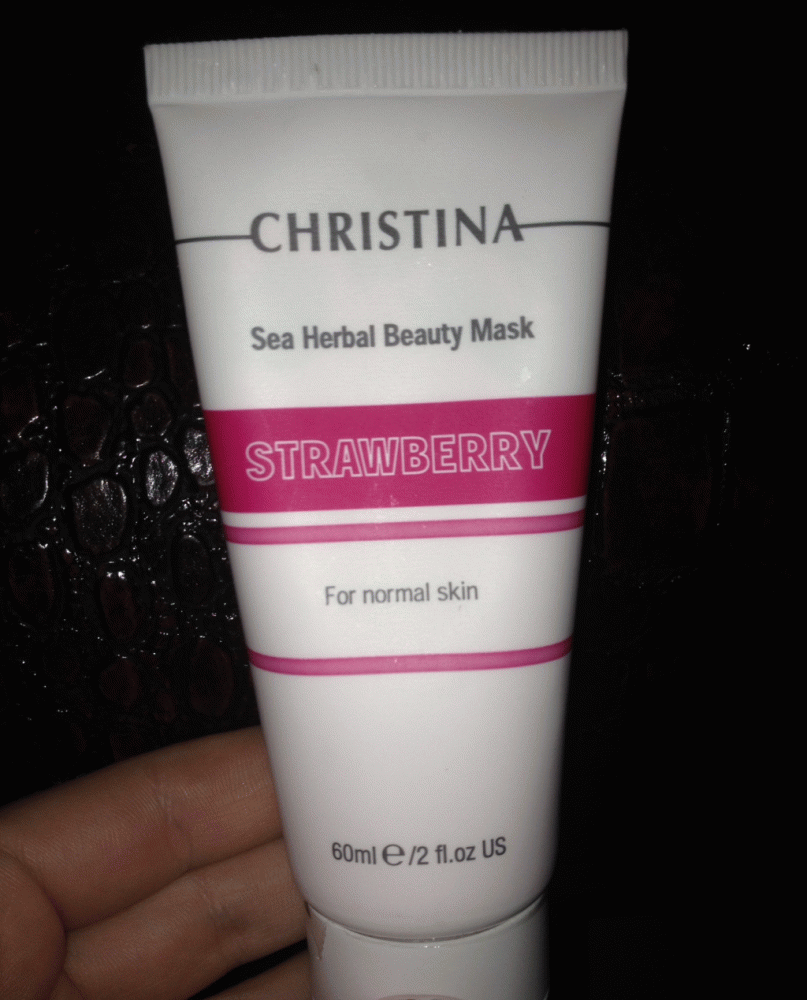 CHRISTINA
Sea Herbal Beauty Mask
STRAWBERRY
For normal skin
60ml ℮/2 fl.oz US